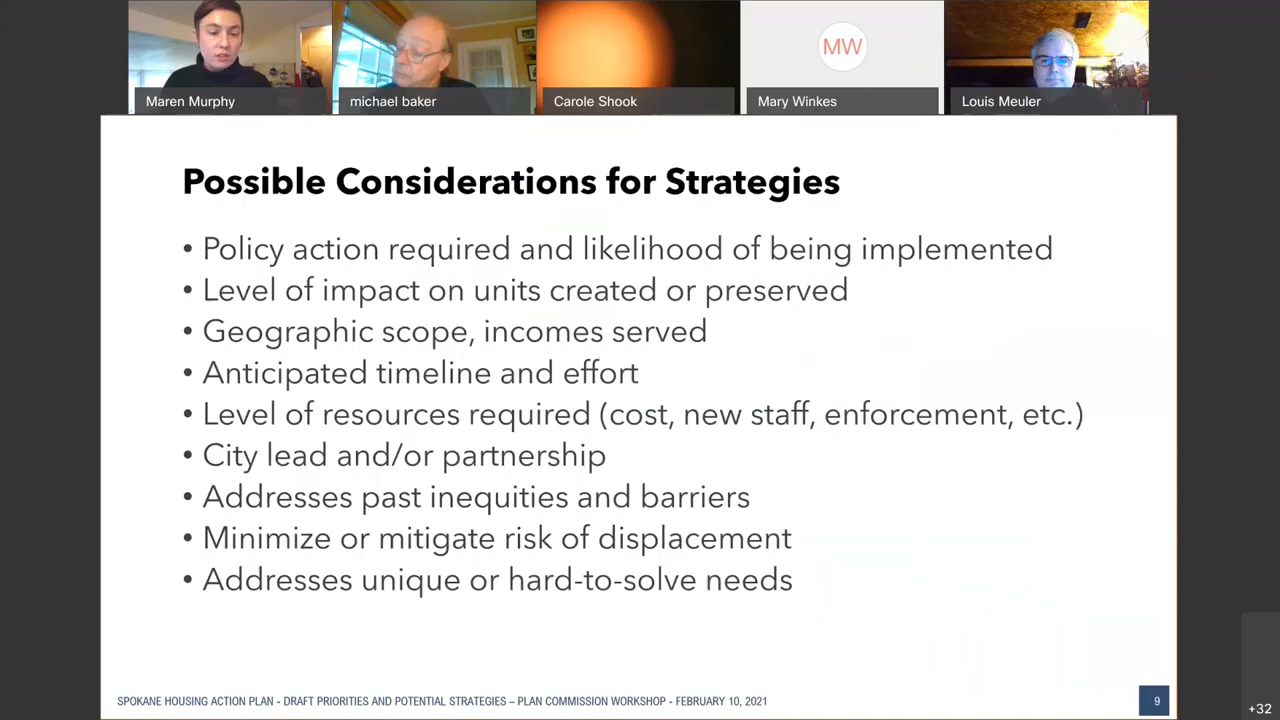 MW
Maren Murphy
michael baker
Carole Shook
Mary Winkes
Louis Meuler
Possible Considerations for Strategies
• Policy action required and likelihood of being implemented
• Level of impact on units created or preserved
• Geographic scope, incomes served
• Anticipated timeline and effort
• Level of resources required (cost, new staff, enforcement, etc.)
• City lead and/or partnership
• Addresses past inequities and barriers
• Minimize or mitigate risk of displacement
• Addresses unique or hard-to-solve needs
SPOKANE HOUSING ACTION PLAN - DRAFT PRIORITIES AND POTENTIAL STRATEGIES – PLAN COMMISSION WORKSHOP - FEBRUARY 10, 2021
9
+32